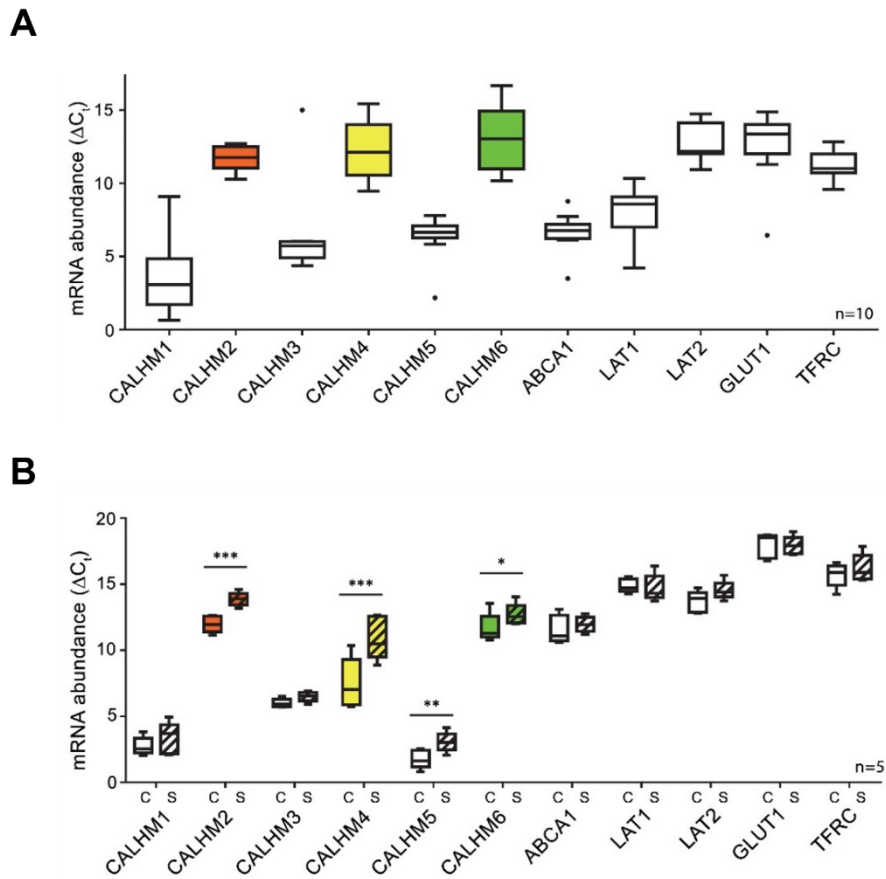 A
mRNA abundance (ΔCt)
15
10
5
0
n=10
CALHM1 CALHM2 CALHM3 CALHM4 CALHM5 CALHM6 ABCA1 LAT1 LAT2 GLUT1 TFRC
B
mRNA abundance (ΔCt)
20
15
10
5
0
***
***
**
*
n=5
C S C S C S C S C S C S C S C S C S C S C S
CALHM1 CALHM2 CALHM3 CALHM4 CALHM5 CALHM6 ABCA1 LAT1 LAT2 GLUT1 TFRC